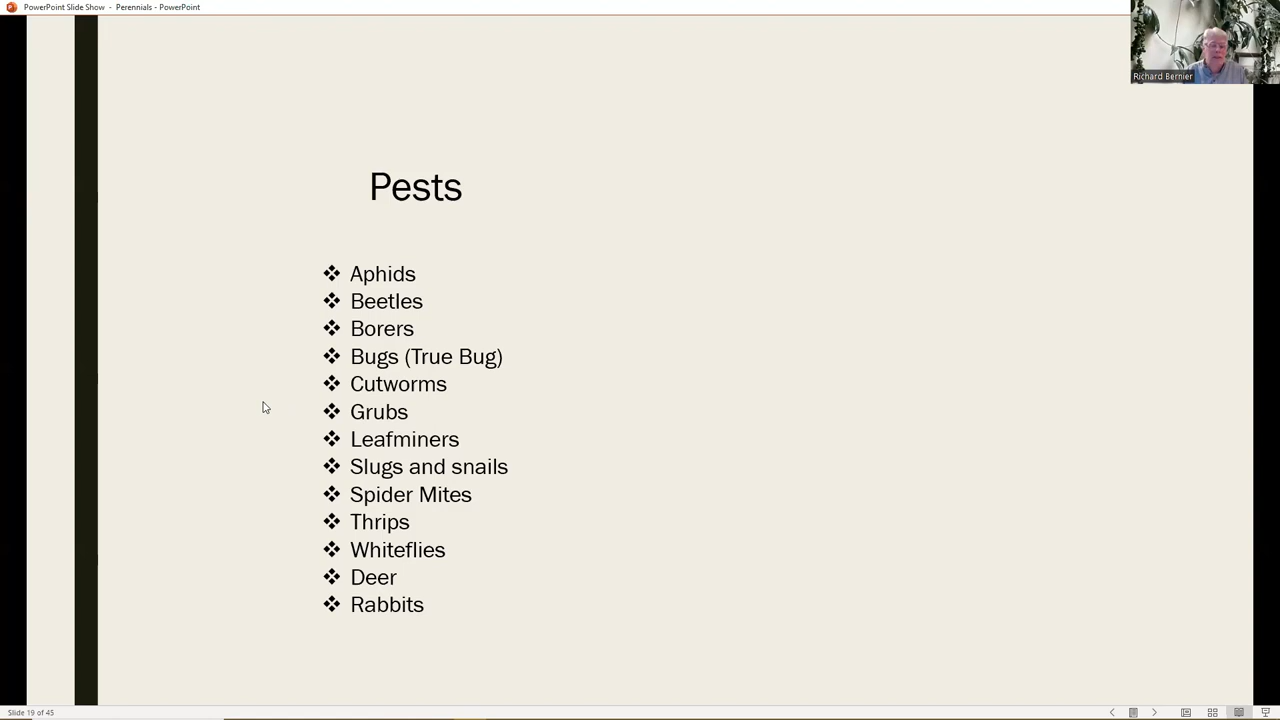 PowerPoint Slide Show - Perennials - PowerPoint
Richard Bernier
Pests
❖ Aphids
❖ Beetles
❖ Borers
❖ Bugs (True Bug)
❖ Cutworms
❖ Grubs
❖ Leafminers
❖ Slugs and snails
❖ Spider Mites
❖ Thrips
❖ Whiteflies
❖ Deer
❖ Rabbits
Slide 19 of 45